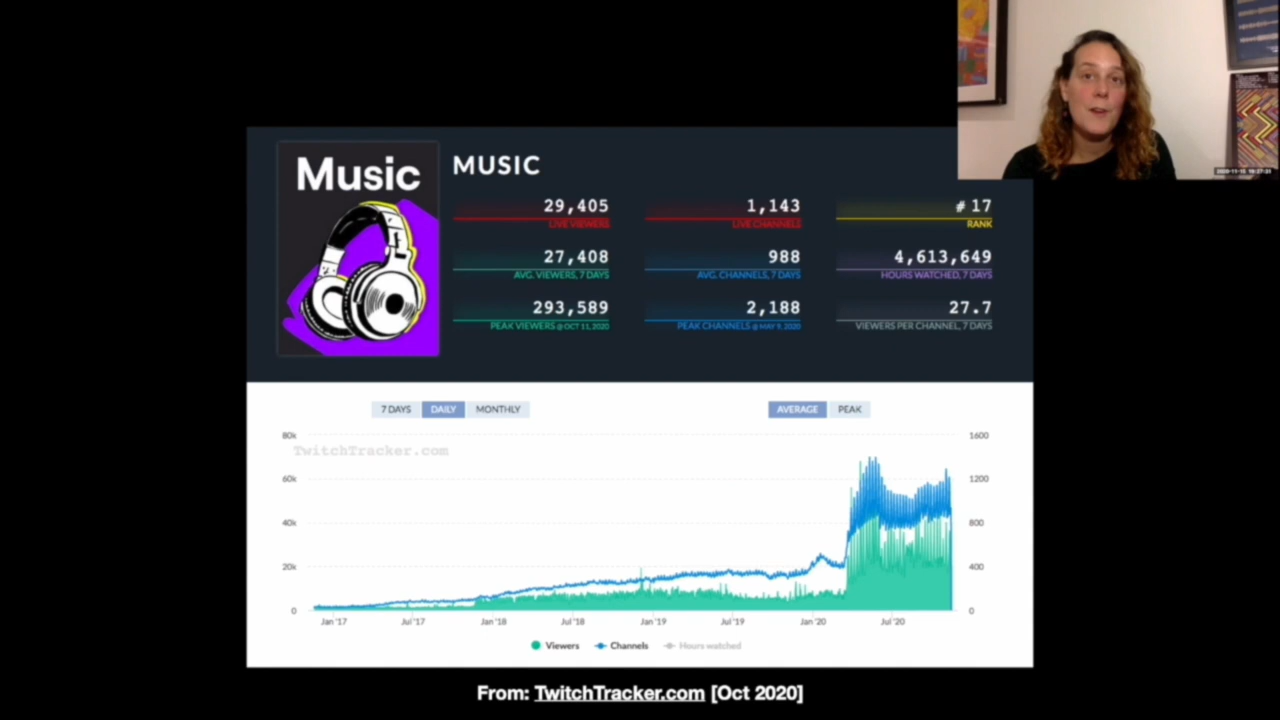 Music
MUSIC
29,405
LIVE VIEWERS
1,143
LIVE CHANNELS
# 17
RANK
27,408
AVG. VIEWERS, 7 DAYS
988
AVG. CHANNELS, 7 DAYS
4,613,649
HOURS WATCHED, 7 DAYS
293,589
PEAK VIEWERS @ OCT 11, 2020
2,188
PEAK CHANNELS @ MAY 9, 2020
27.7
VIEWERS PER CHANNEL, 7 DAYS
7 DAYS DAILY MONTHLY
AVERAGE PEAK
TwitchTracker.com
80k
60k
40k
20k
0
1600
1200
800
400
0
Jan '17 Jul '17 Jan '18 Jul '18 Jan '19 Jul '19 Jan '20 Jul '20
Viewers Channels Hours watched
From: TwitchTracker.com [Oct 2020]